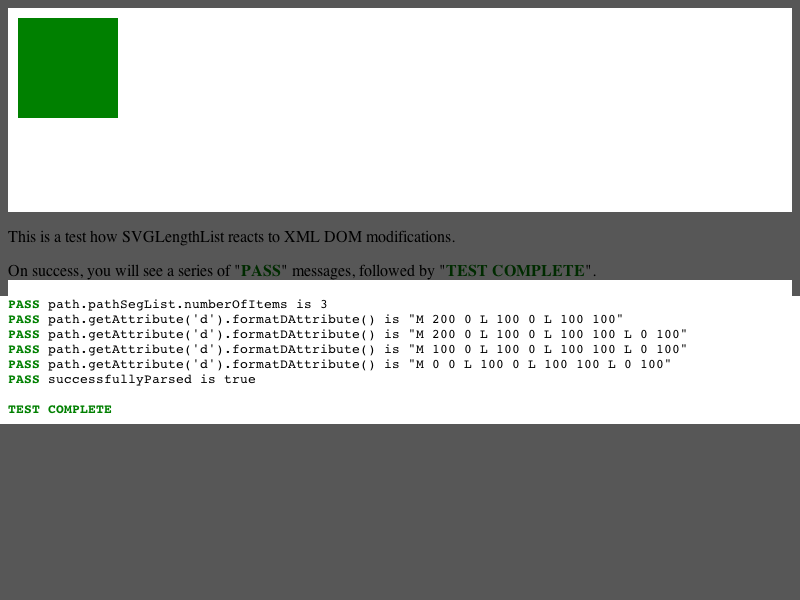 This is a test how SVGLengthList reacts to XML DOM modifications.
On success, you will see a series of "PASS" messages, followed by "TEST COMPLETE".
PASS path.pathSegList.numberOfItems is 3
PASS path.getAttribute('d').formatDAttribute() is "M 200 0 L 100 0 L 100 100"
PASS path.getAttribute('d').formatDAttribute() is "M 200 0 L 100 0 L 100 100 L 0 100"
PASS path.getAttribute('d').formatDAttribute() is "M 100 0 L 100 0 L 100 100 L 0 100"
PASS path.getAttribute('d').formatDAttribute() is "M 0 0 L 100 0 L 100 100 L 0 100"
PASS successfullyParsed is true
TEST COMPLETE